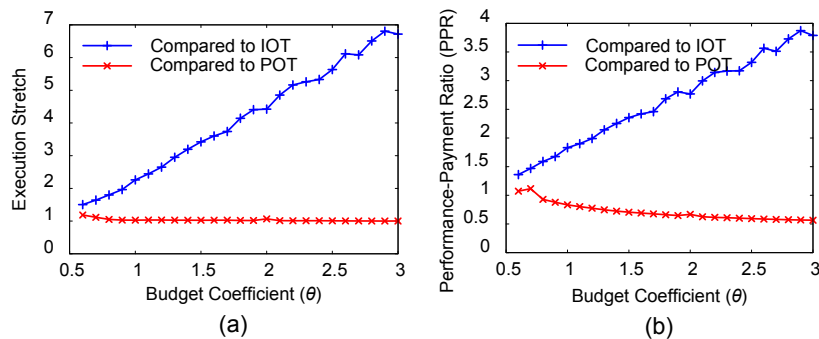 7
6
5
4
3
2
1
0
0.5 1 1.5 2 2.5 3
Execution Stretch
Budget Coefficient (θ)
Compared to IOT
Compared to POT
(a)
4
3.5
3
2.5
2
1.5
1
0.5
0
0.5 1 1.5 2 2.5 3
Performance-Payment Ratio (PPR)
Budget Coefficient (θ)
Compared to IOT
Compared to POT
(b)